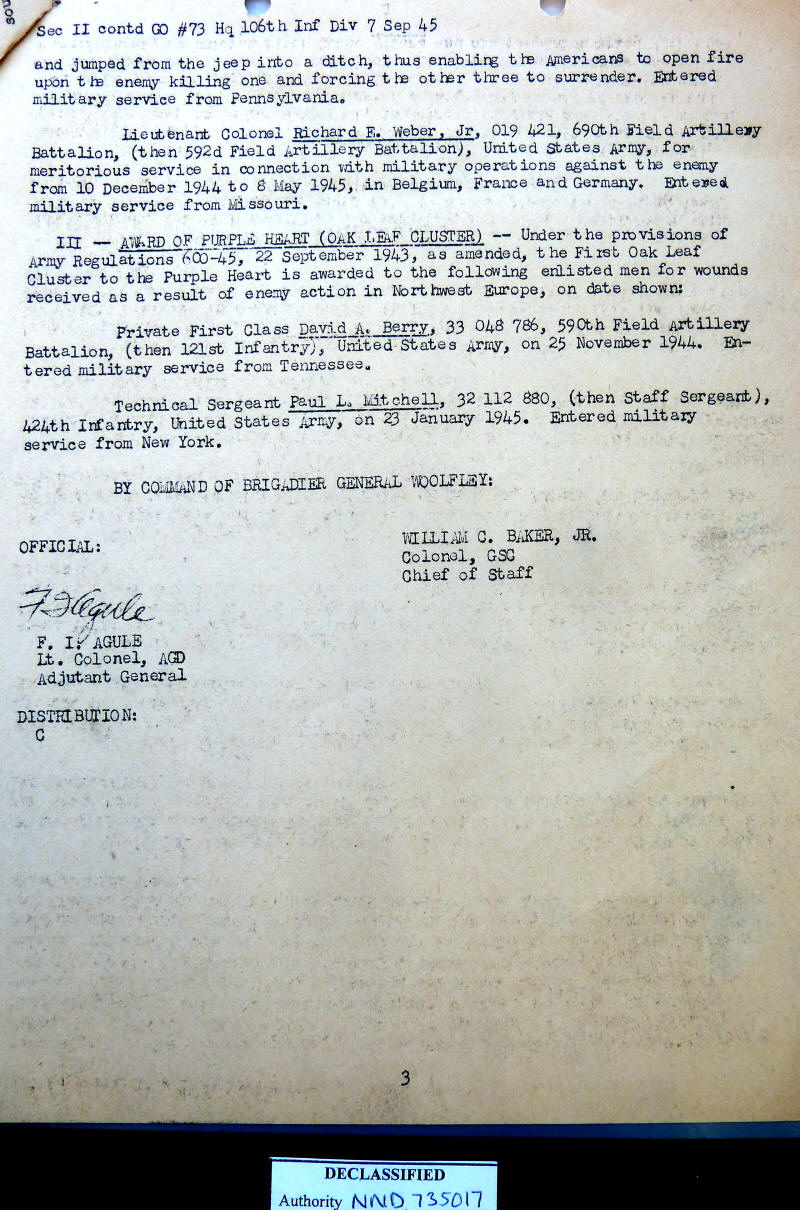 Sec II contd GO #73 Hq 106th Inf Div 7 Sep 45
and jumped from the jeep into a ditch, thus enabling the Americans to open fire
upon the enemy killing one and forcing the other three to surrender. Entered
military service from Pennsylvania.
Lieutenant Colonel Richard E. Weber, Jr, 019 421, 690th Field Artillery
Battalion, (then 592d Field Artillery Battalion), United States Army, for
meritorious service in connection with military operations against the enemy
from 10 December 1944 to 8 May 1945, in Belgium, France and Germany. Entered
military service from Missouri.
III -- AWARD OF PURPLE HEART (OAK LEAF CLUSTER) -- Under the provisions of
Army Regulations 600-45, 22 September 1943, as amended, the First Oak Leaf
Cluster to the Purple Heart is awarded to the following enlisted men for wounds
received as a result of enemy action in Northwest Europe, on date shown:
Private First Class David A. Berry, 33 048 786, 590th Field Artillery
Battalion, (then 121st Infantry), United States Army, on 25 November 1944. En-
tered military service from Tennessee.
Technical Sergeant Paul L. Mitchell, 32 112 880, (then Staff Sergeant),
424th Infantry, United States Army, on 23 January 1945. Entered military
service from New York.
BY COMMAND OF BRIGADIER GENERAL WOOLFLEY:
WILLIAM C. BAKER, JR.
Colonel, GSC
Chief of Staff
OFFICIAL:
F I Agule
F. I. AGULE
Lt. Colonel, AGD
Adjutant General
DISTRIBUTION:
C
3
DECLASSIFIED
Authority NND 735017